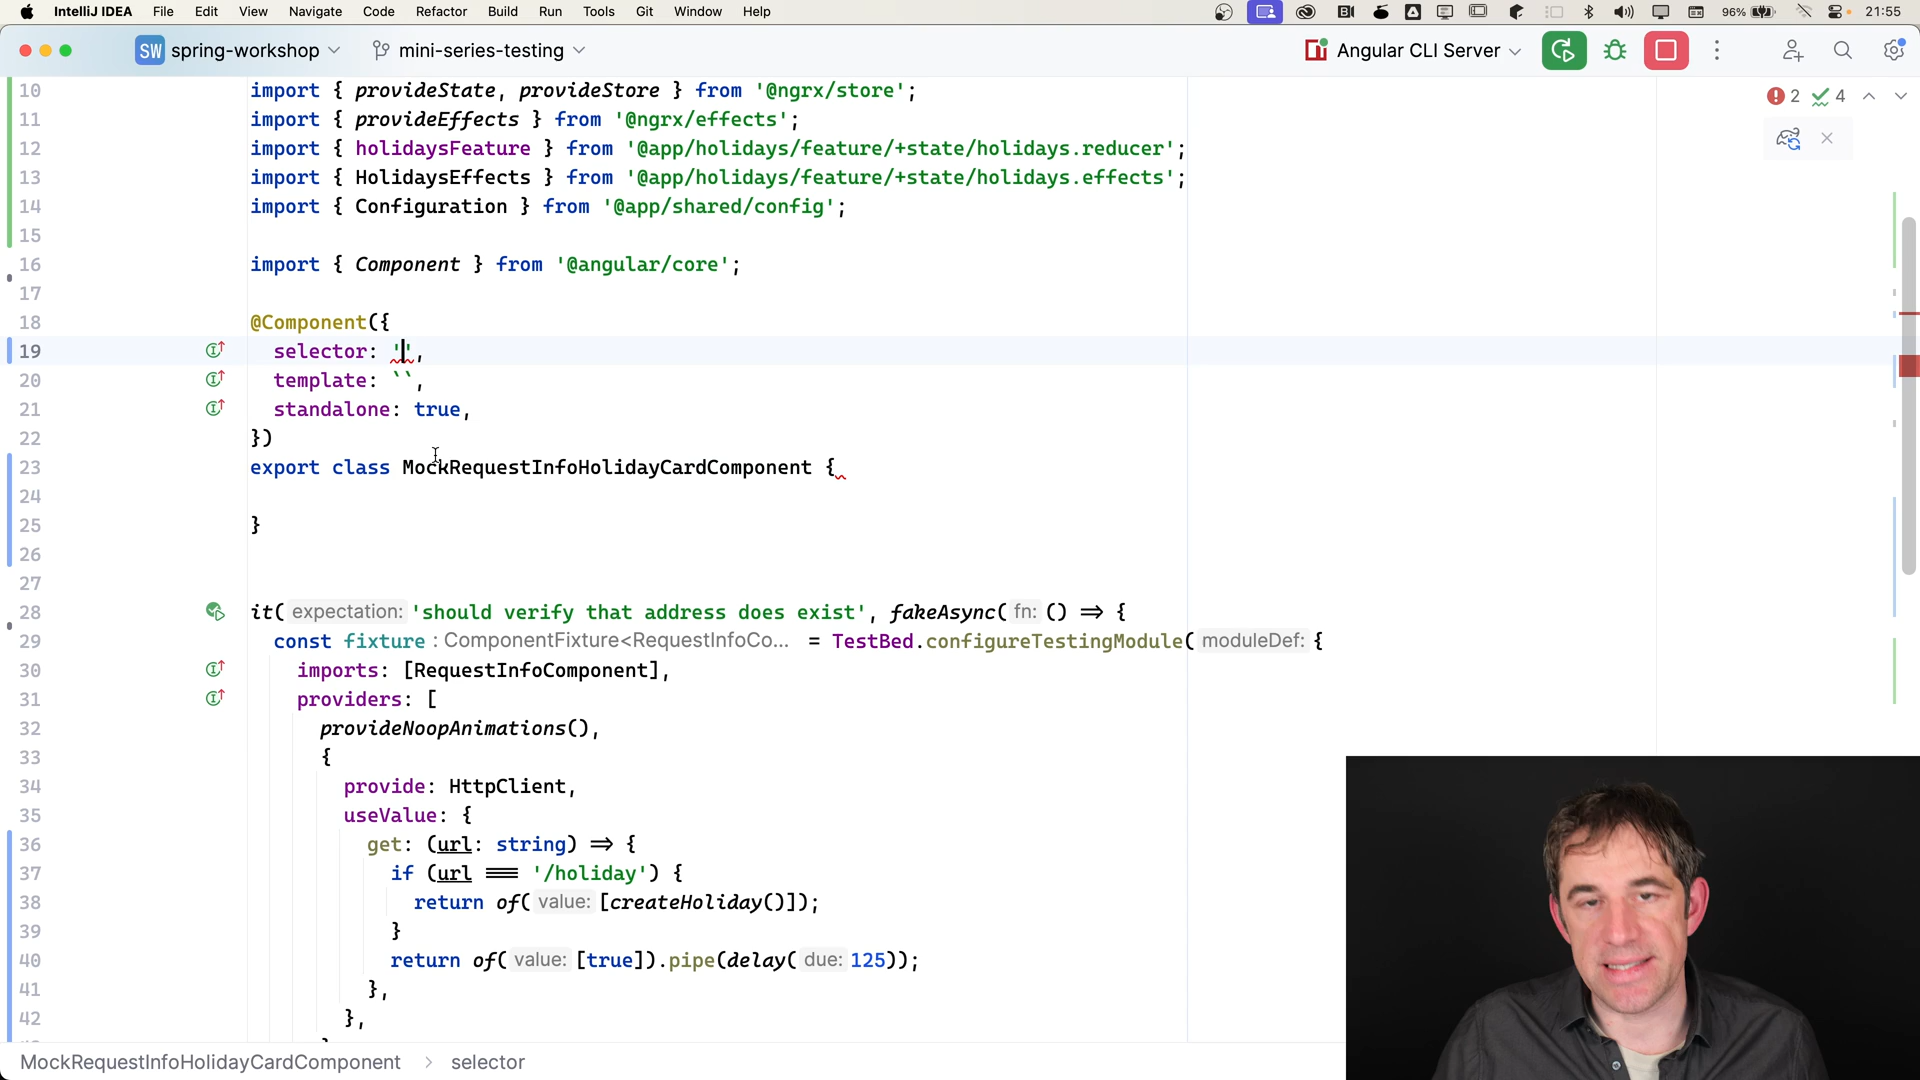 IntelliJ IDEA File Edit View Navigate Code Refactor Build Run Tools Git Window Help 96% 21:55
SW spring-workshop mini-series-testing Angular CLI Server
10 import { provideState, provideStore } from '@ngrx/store';
2 4
11 import { provideEffects } from '@ngrx/effects';
12 import { holidaysFeature } from '@app/holidays/feature/+state/holidays.reducer';
13 import { HolidaysEffects } from '@app/holidays/feature/+state/holidays.effects';
14 import { Configuration } from '@app/shared/config';
15
16 import { Component } from '@angular/core';
17
18 @Component({
19 selector: '',
20 template: ``,
21 standalone: true,
22 })
23 export class MockRequestInfoHolidayCardComponent {
24
25 }
26
27
28 it( expectation: 'should verify that address does exist', fakeAsync( fn: () => {
29 const fixture : ComponentFixture<RequestInfoCo... = TestBed.configureTestingModule( moduleDef: {
30 imports: [RequestInfoComponent],
31 providers: [
32 provideNoopAnimations(),
33 {
34 provide: HttpClient,
35 useValue: {
36 get: (url: string) => {
37 if (url === '/holiday') {
38 return of( value: [createHoliday()]);
39 }
40 return of( value: [true]).pipe(delay( due: 125));
41 },
42 },
MockRequestInfoHolidayCardComponent > selector